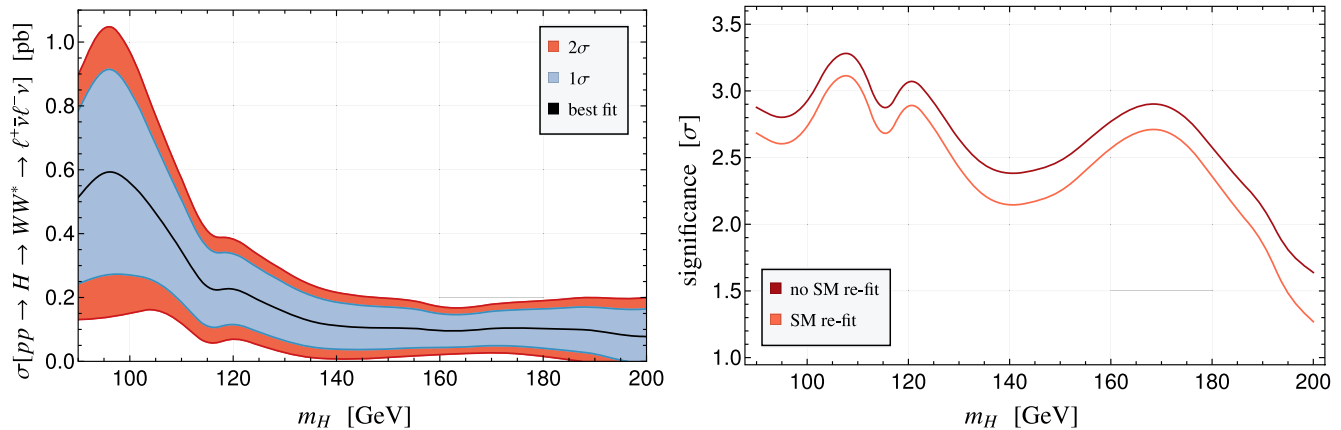 σ[pp → H → WW* → ℓ⁺ν̄ℓ⁻ν] [pb]
1.0
0.8
0.6
0.4
0.2
0.0
2σ
1σ
best fit
100 120 140 160 180 200
m_H [GeV]
significance [σ]
3.5
3.0
2.5
2.0
1.5
1.0
no SM re-fit
SM re-fit
100 120 140 160 180 200
m_H [GeV]